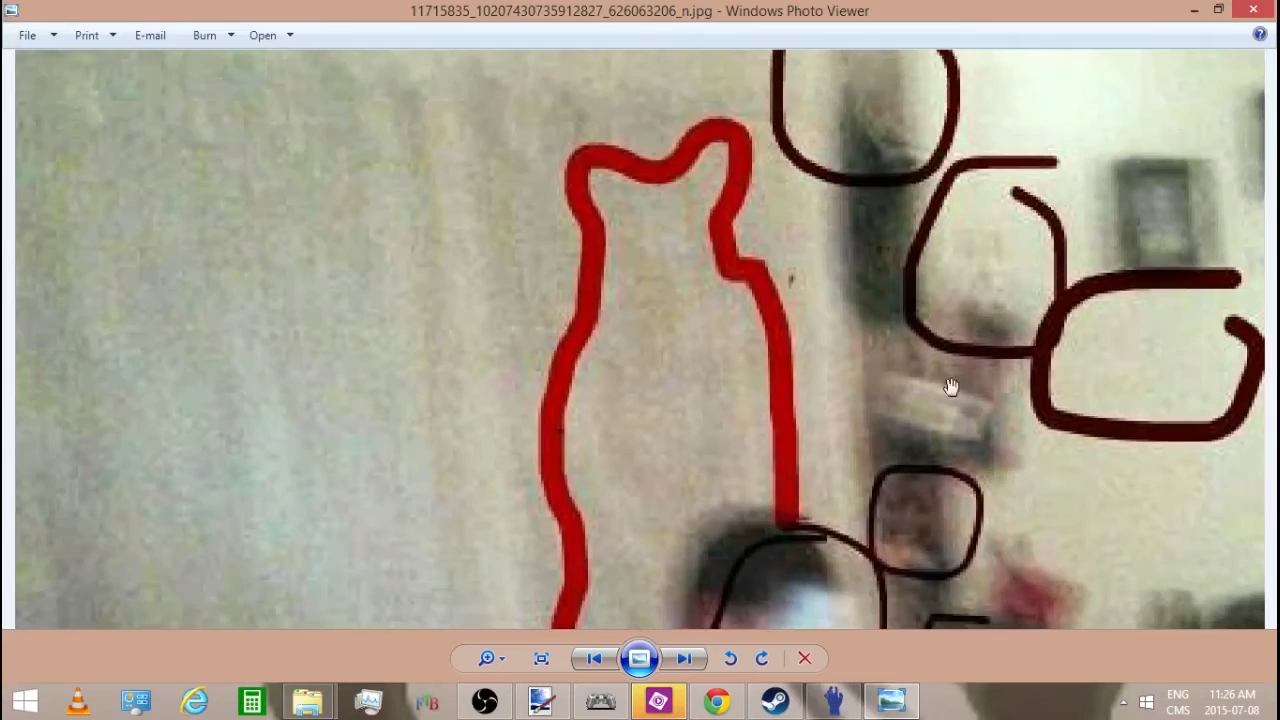 11715835_10207430735912827_626063206_n.jpg - Windows Photo Viewer
File Print E-mail Burn Open
ENG 11:26 AM
CMS 2015-07-08